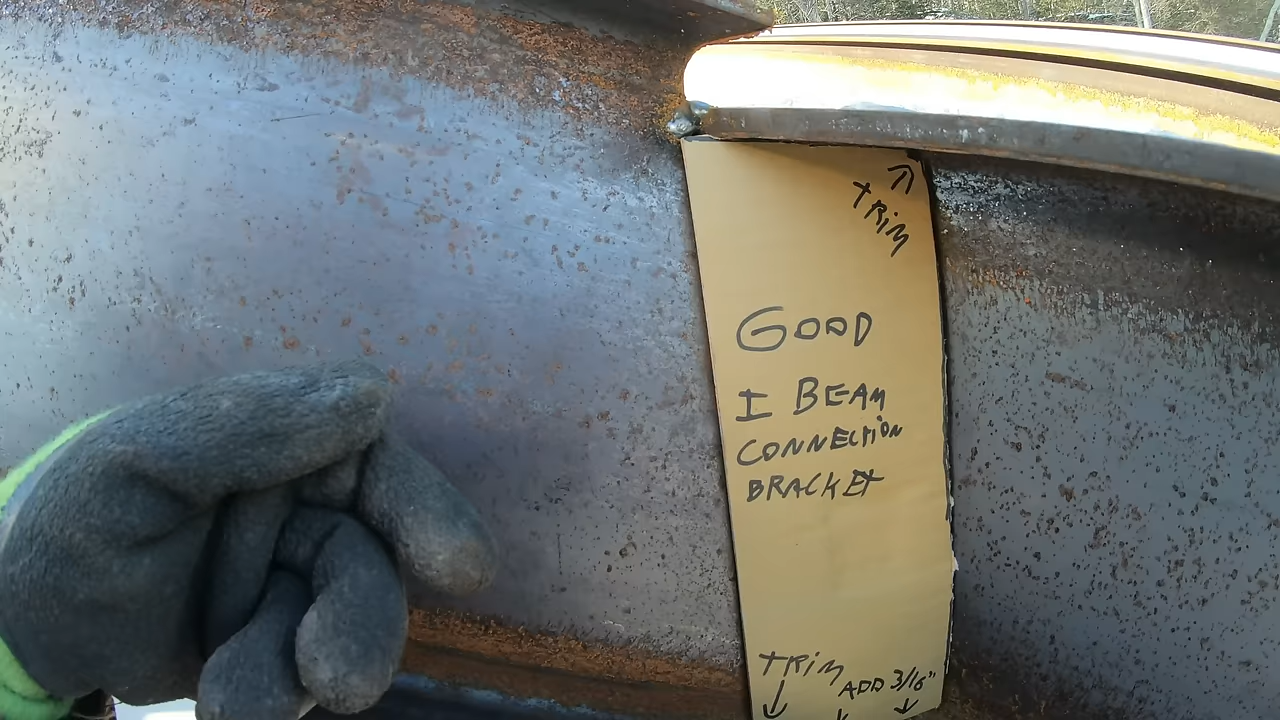 TRiM
GOOD
I BEAM
CONNECTiON
BRACKET
TRiM
ADD 3/16"